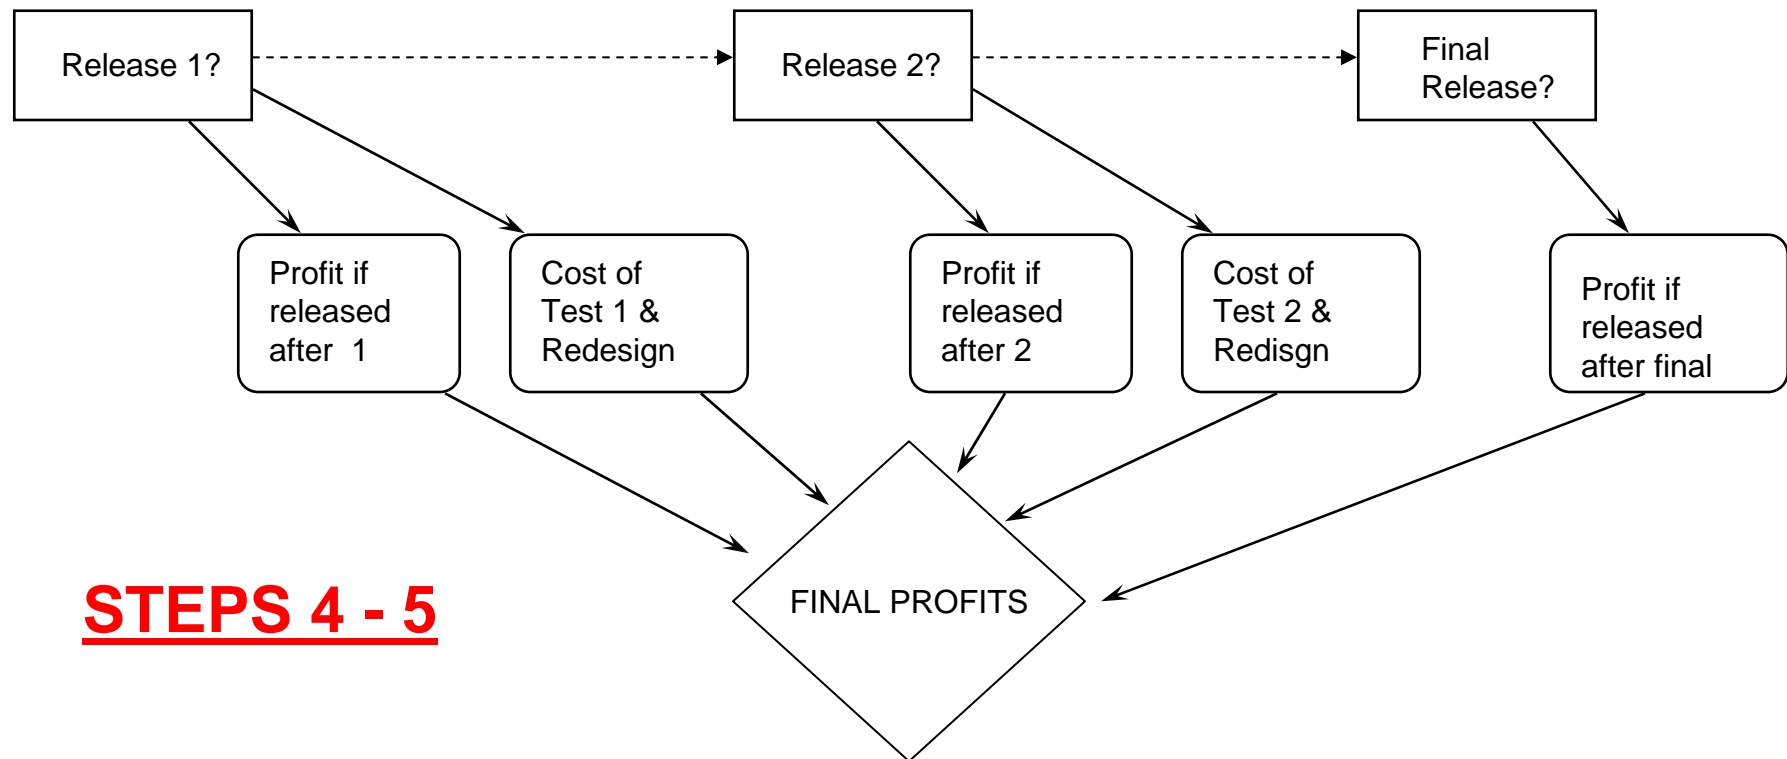 Release 1?
Release 2?
Final
Release?
Profit if
released
after 1
Cost of
Test 1 &
Redesign
Profit if
released
after 2
Cost of
Test 2 &
Redisgn
Profit if
released
after final
FINAL PROFITS
STEPS 4 - 5